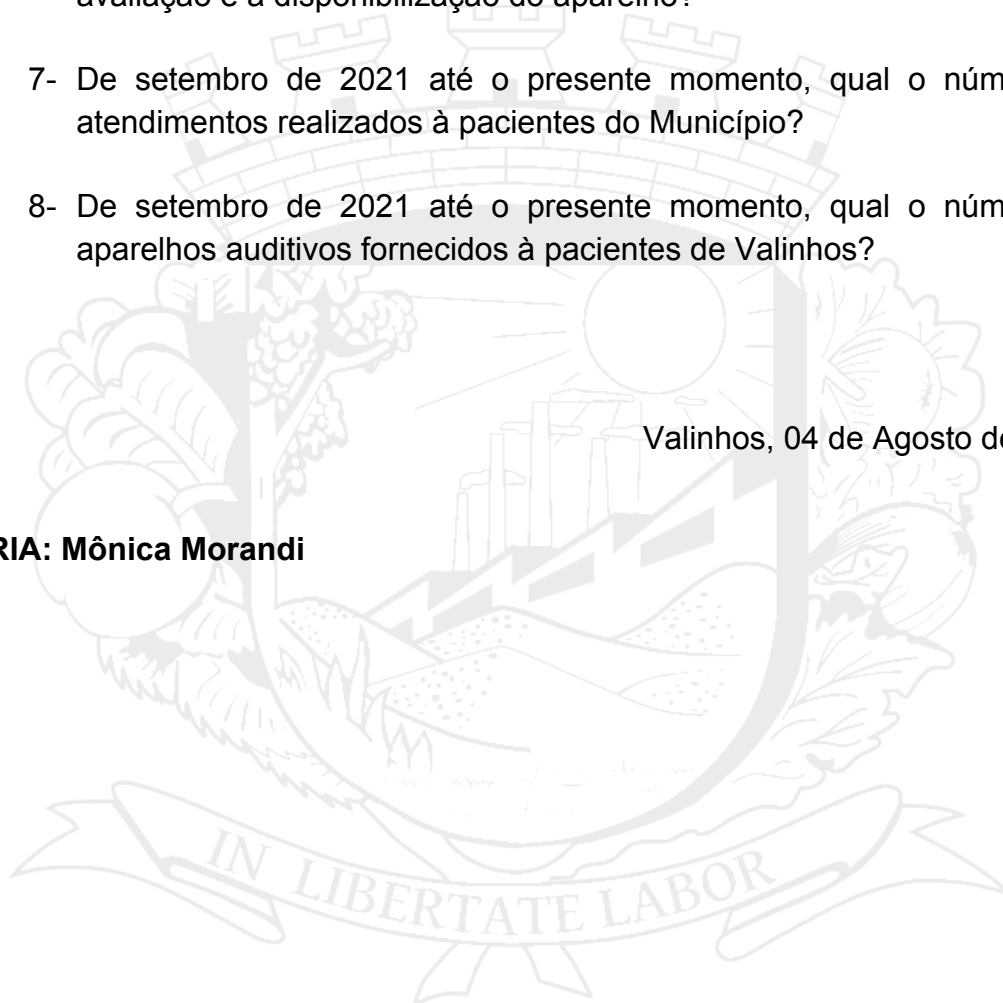 avaliação e a disponibilização do aparelho?
7- De setembro de 2021 até o presente momento, qual o núm
atendimentos realizados à pacientes do Município?
8- De setembro de 2021 até o presente momento, qual o núm
aparelhos auditivos fornecidos à pacientes de Valinhos?
Valinhos, 04 de Agosto d
RIA: Mônica Morandi
IN LIBERTATE LABOR